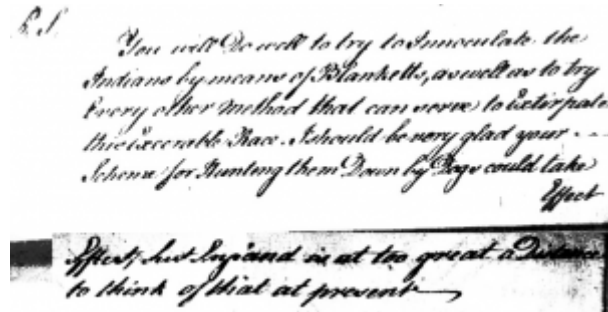 P.S.
You will Do well to try to Innoculate the
Indians by means of Blanketts, as well as to try
Every other Method that can serve to Extirpate
this Execrable Race. I should be very glad your
Scheme for Hunting them Down by Dogs could take
Effect
Effect, but England is at too great a Distance
to think of that at present